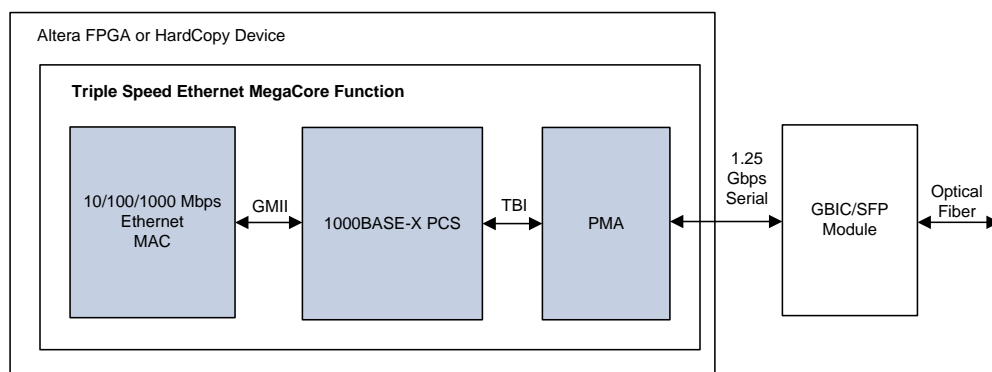 Altera FPGA or HardCopy Device
Triple Speed Ethernet MegaCore Function
10/100/1000 Mbps
Ethernet
MAC
GMII
1000BASE-X PCS
TBI
PMA
1.25
Gbps
Serial
GBIC/SFP
Module
Optical
Fiber